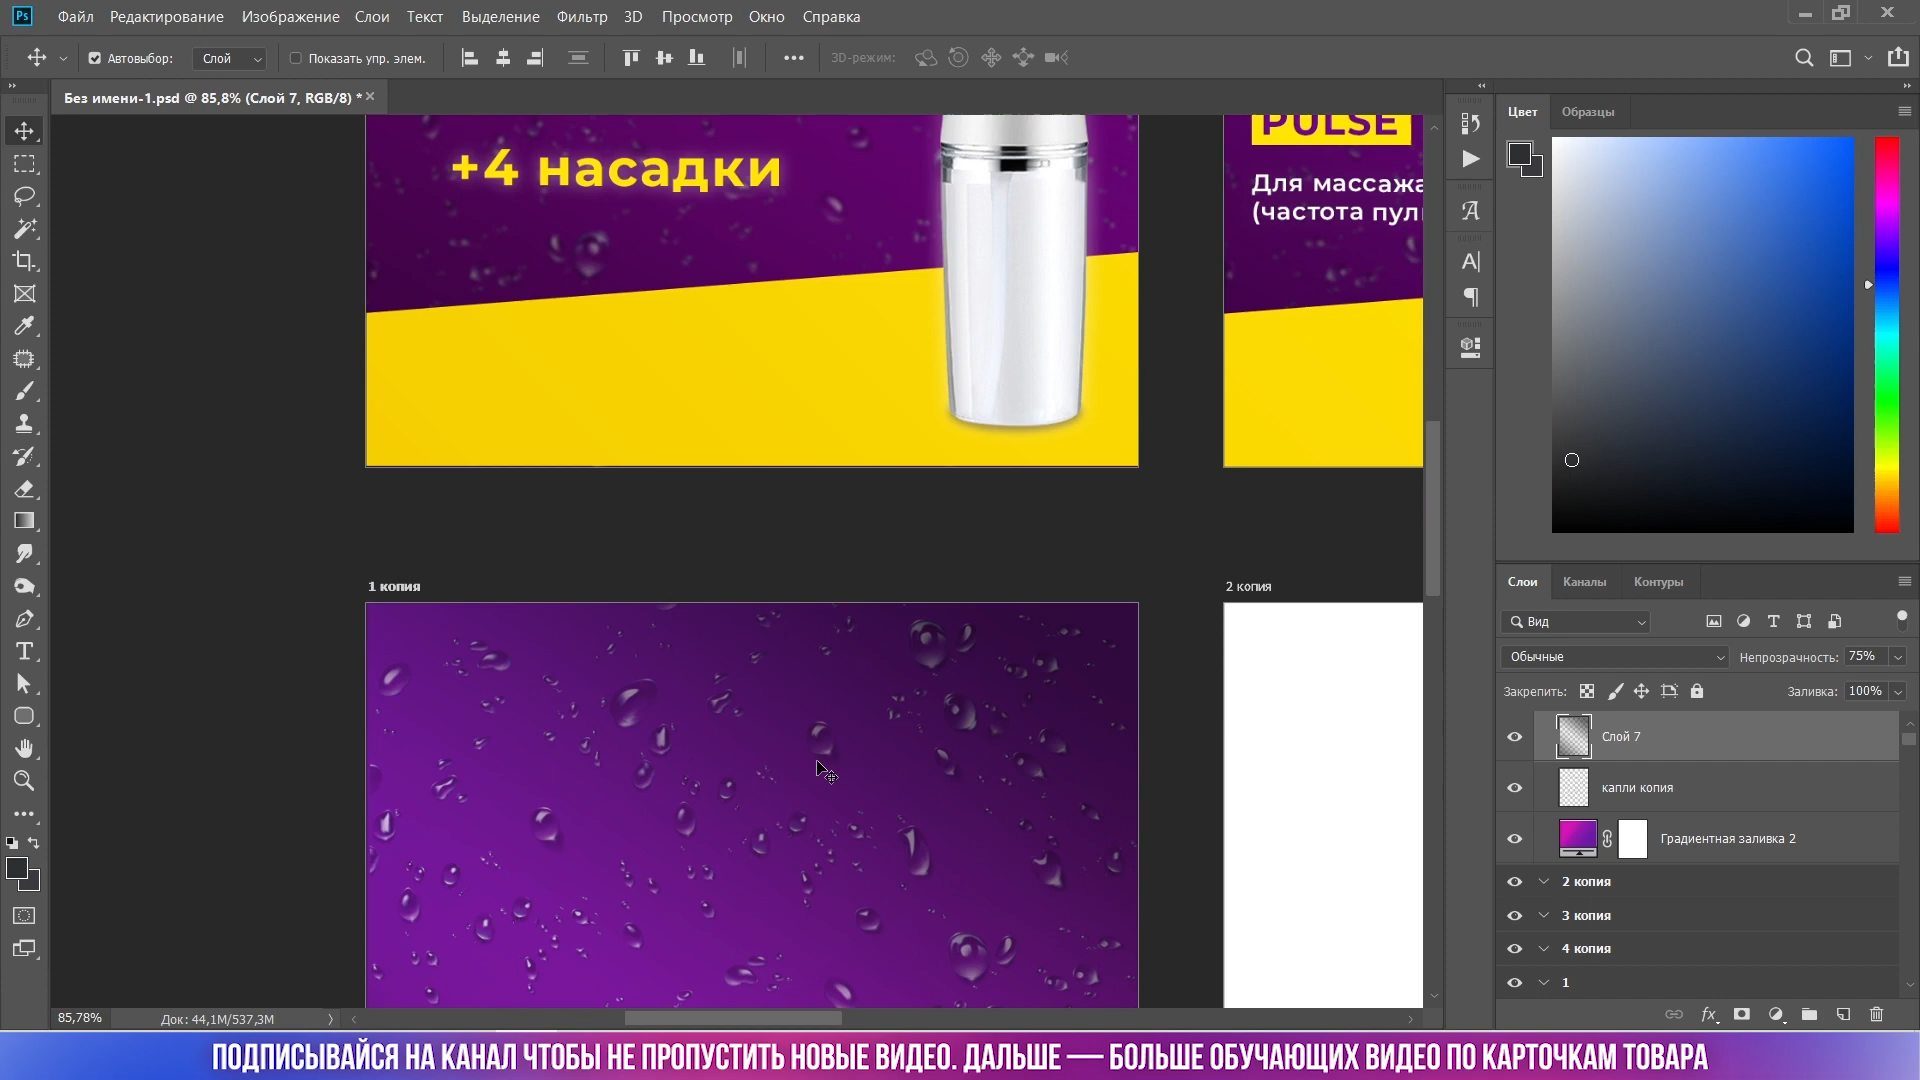 Ps Файл Редактирование Изображение Слои Текст Выделение Фильтр 3D Просмотр Окно Справка
Автовыбор: Слой Показать упр. элем. 3D-режим:
Без имени-1.psd @ 85,8% (Слой 7, RGB/8) *
Цвет Образцы
PULSE
+4 насадки
Для массажа
(частота пул
1 копия
2 копия
Слои Каналы Контуры
Вид
Обычные Непрозрачность: 75%
Закрепить: Заливка: 100%
Слой 7
капли копия
Градиентная заливка 2
2 копия
3 копия
4 копия
1
85,78% Док: 44,1M/537,3M
ПОДПИСЫВАЙСЯ НА КАНАЛ ЧТОБЫ НЕ ПРОПУСТИТЬ НОВЫЕ ВИДЕО. ДАЛЬШЕ — БОЛЬШЕ ОБУЧАЮЩИХ ВИДЕО ПО КАРТОЧКАМ ТОВАРА